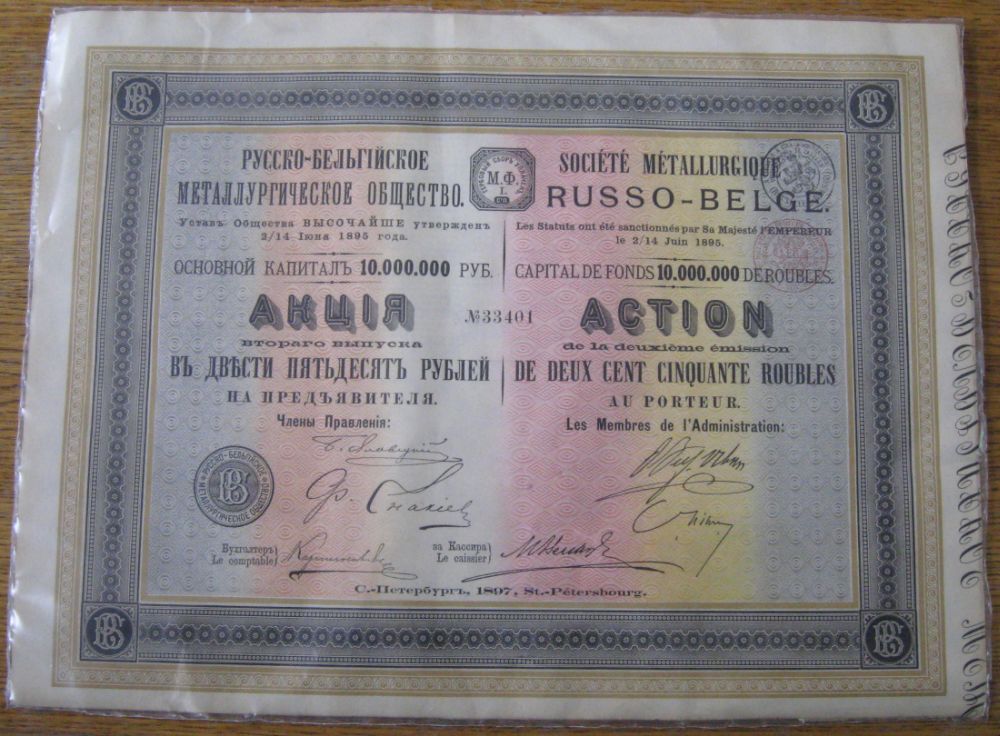 РУССКО-БЕЛЬГІЙСКОЕ
МЕТАЛЛУРГИЧЕСКОЕ ОБЩЕСТВО.
Уставъ Общества ВЫСОЧАЙШЕ утвержденъ
2/14 Іюня 1895 года.
ОСНОВНОЙ КАПИТАЛЪ 10.000.000 РУБ.
АКЦІЯ
втораго выпуска
ВЪ ДВѢСТИ ПЯТЬДЕСЯТЪ РУБЛЕЙ
НА ПРЕДЪЯВИТЕЛЯ.
Члены Правленія:
М.Ф.
I.
№33401
SOCIÉTÉ MÉTALLURGIQUE
RUSSO-BELGE.
Les Statuts ont été sanctionnés par Sa Majesté l'EMPEREUR
le 2/14 Juin 1895.
CAPITAL DE FONDS 10.000.000 DE ROUBLES.
ACTION
de la deuxième émission
DE DEUX CENT CINQUANTE ROUBLES
AU PORTEUR.
Les Membres de l'Administration:
РУССКО-БЕЛЬГІЙСКОЕ
МЕТАЛЛУРГИЧЕСКОЕ ОБЩЕСТВО
Бухгалтеръ)
Le comptable)
за Кассира)
Le caissier)
С.-Петербургъ, 1897, St.-Pétersbourg.